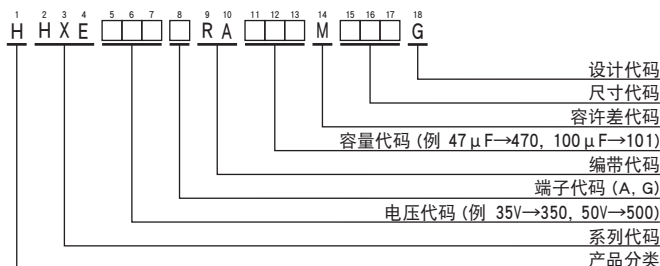 1 2 3 4 5 6 7 8 9 10 11 12 13 14 15 16 17 18
H HXE RA M G
设计代码
尺寸代码
容许差代码
容量代码 (例 47μF→470, 100μF→101)
编带代码
端子代码 (A, G)
电压代码 (例 35V→350, 50V→500)
系列代码
产品分类